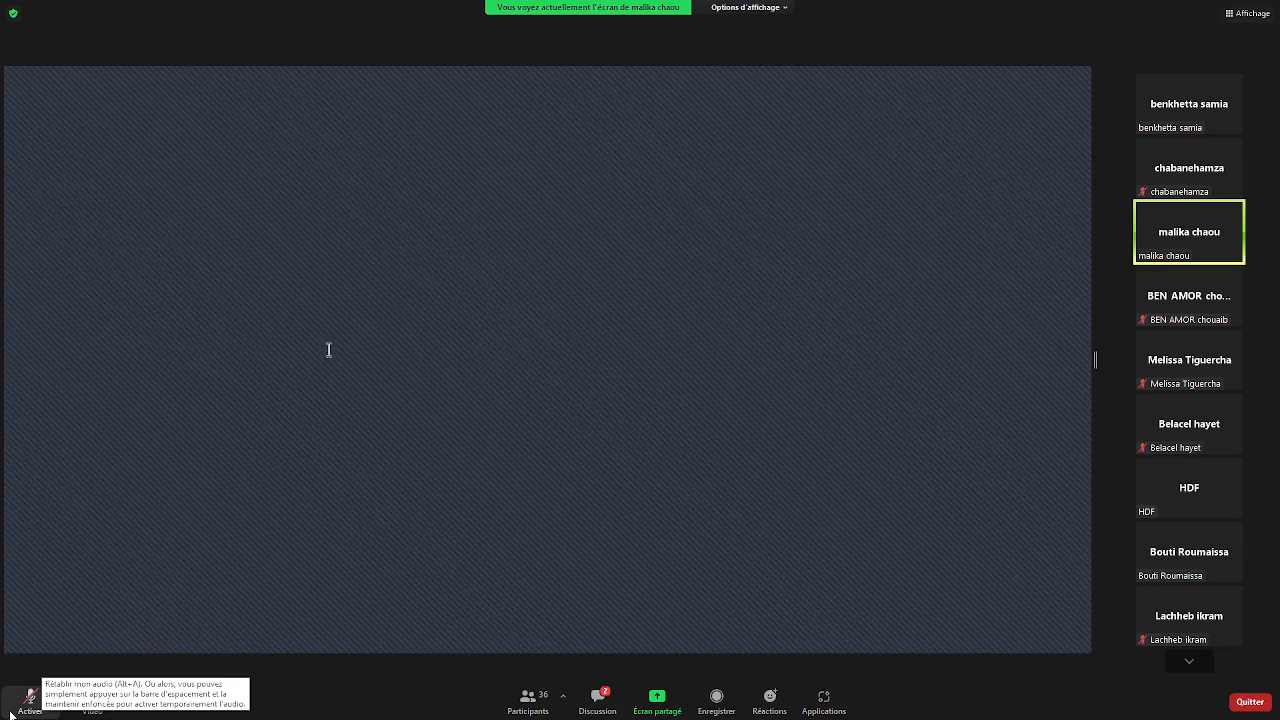 Vous voyez actuellement l'écran de malika chaou
Options d'affichage
Affichage
benkhetta samia
benkhetta samia
chabanehamza
chabanehamza
malika chaou
malika chaou
BEN AMOR cho...
BEN AMOR chouaib
Melissa Tiguercha
Melissa Tiguercha
Belacel hayet
Belacel hayet
HDF
HDF
Bouti Roumaissa
Bouti Roumaissa
Lachheb ikram
Lachheb ikram
Rétablir mon audio (Alt+A). Ou alors, vous pouvez
simplement appuyer sur la barre d'espacement et la
maintenir enfoncée pour activer temporairement l'audio.
Activer
Vidéo
36
Participants
2
Discussion
Écran partagé
Enregistrer
Réactions
Applications
Quitter